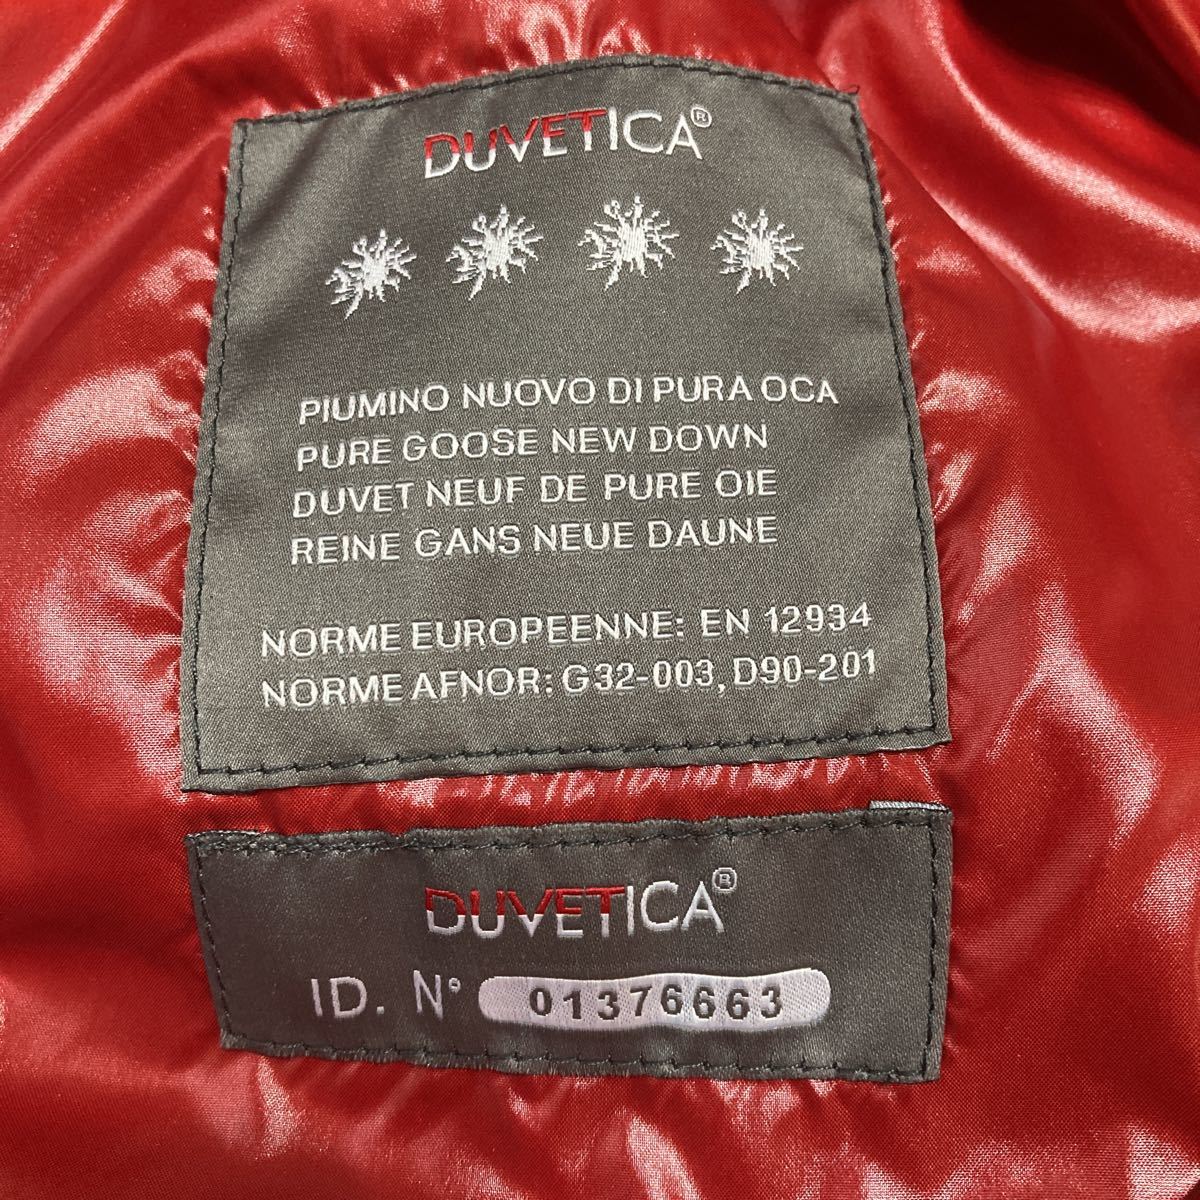 DUVETICA®
PIUMINO NUOVO DI PURA OCA
PURE GOOSE NEW DOWN
DUVET NEUF DE PURE OIE
REINE GANS NEUE DAUNE
NORME EUROPEENNE: EN 12934
NORME AFNOR: G32-003, D90-201
DUVETICA®
ID. N° 01376663